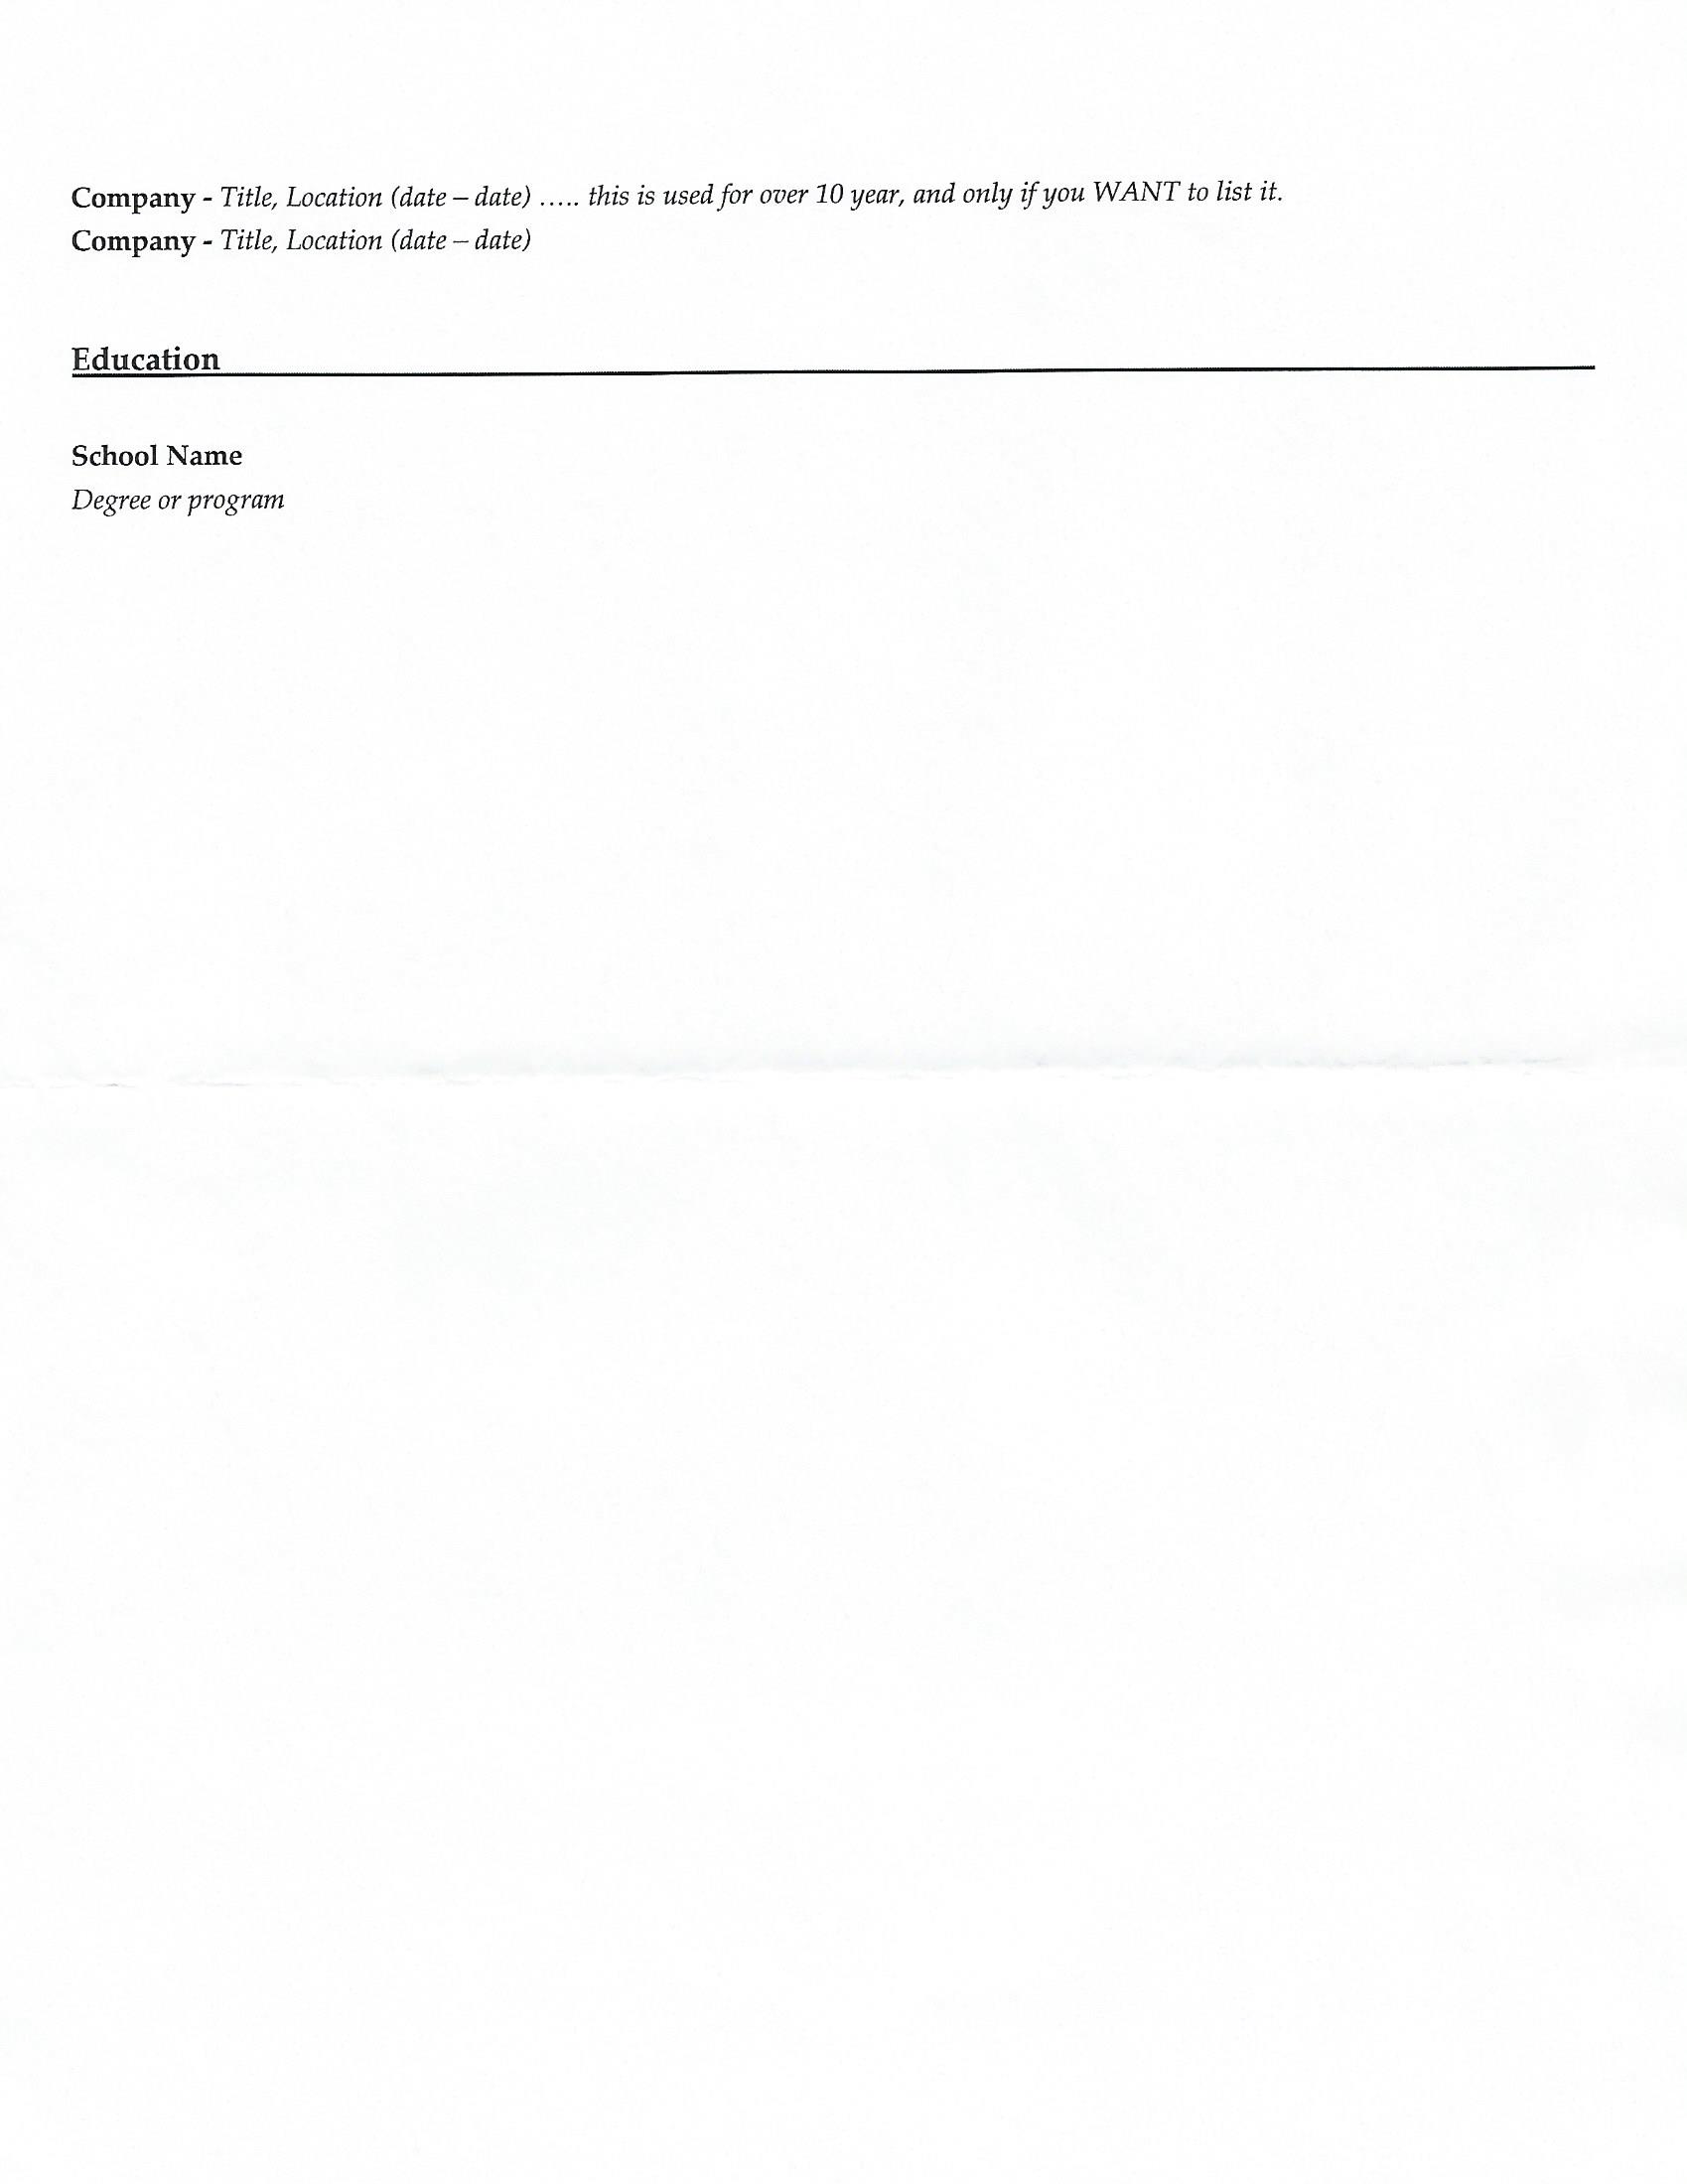 Company - Title, Location (date – date) ..... this is used for over 10 year, and only if you WANT to list it.
Company - Title, Location (date – date)
Education
School Name
Degree or program